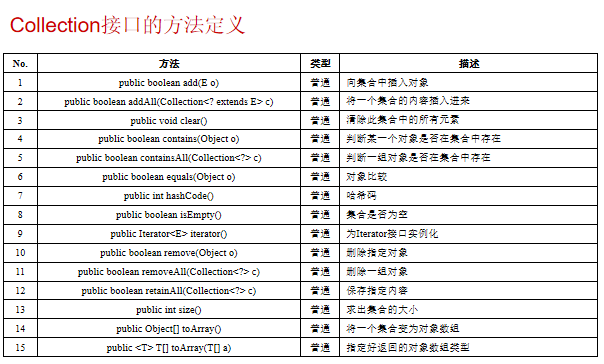 Collection接口的方法定义
No. 方法 类型 描述
1 public boolean add(E o) 普通 向集合中插入对象
2 public boolean addAll(Collection<? extends E> c) 普通 将一个集合的内容插入进来
3 public void clear() 普通 清除此集合中的所有元素
4 public boolean contains(Object o) 普通 判断某一个对象是否在集合中存在
5 public boolean containsAll(Collection<?> c) 普通 判断一组对象是否在集合中存在
6 public boolean equals(Object o) 普通 对象比较
7 public int hashCode() 普通 哈希码
8 public boolean isEmpty() 普通 集合是否为空
9 public Iterator<E> iterator() 普通 为Iterator接口实例化
10 public boolean remove(Object o) 普通 删除指定对象
11 public boolean removeAll(Collection<?> c) 普通 删除一组对象
12 public boolean retainAll(Collection<?> c) 普通 保存指定内容
13 public int size() 普通 求出集合的大小
14 public Object[] toArray() 普通 将一个集合变为对象数组
15 public <T> T[] toArray(T[] a) 普通 指定好返回的对象数组类型